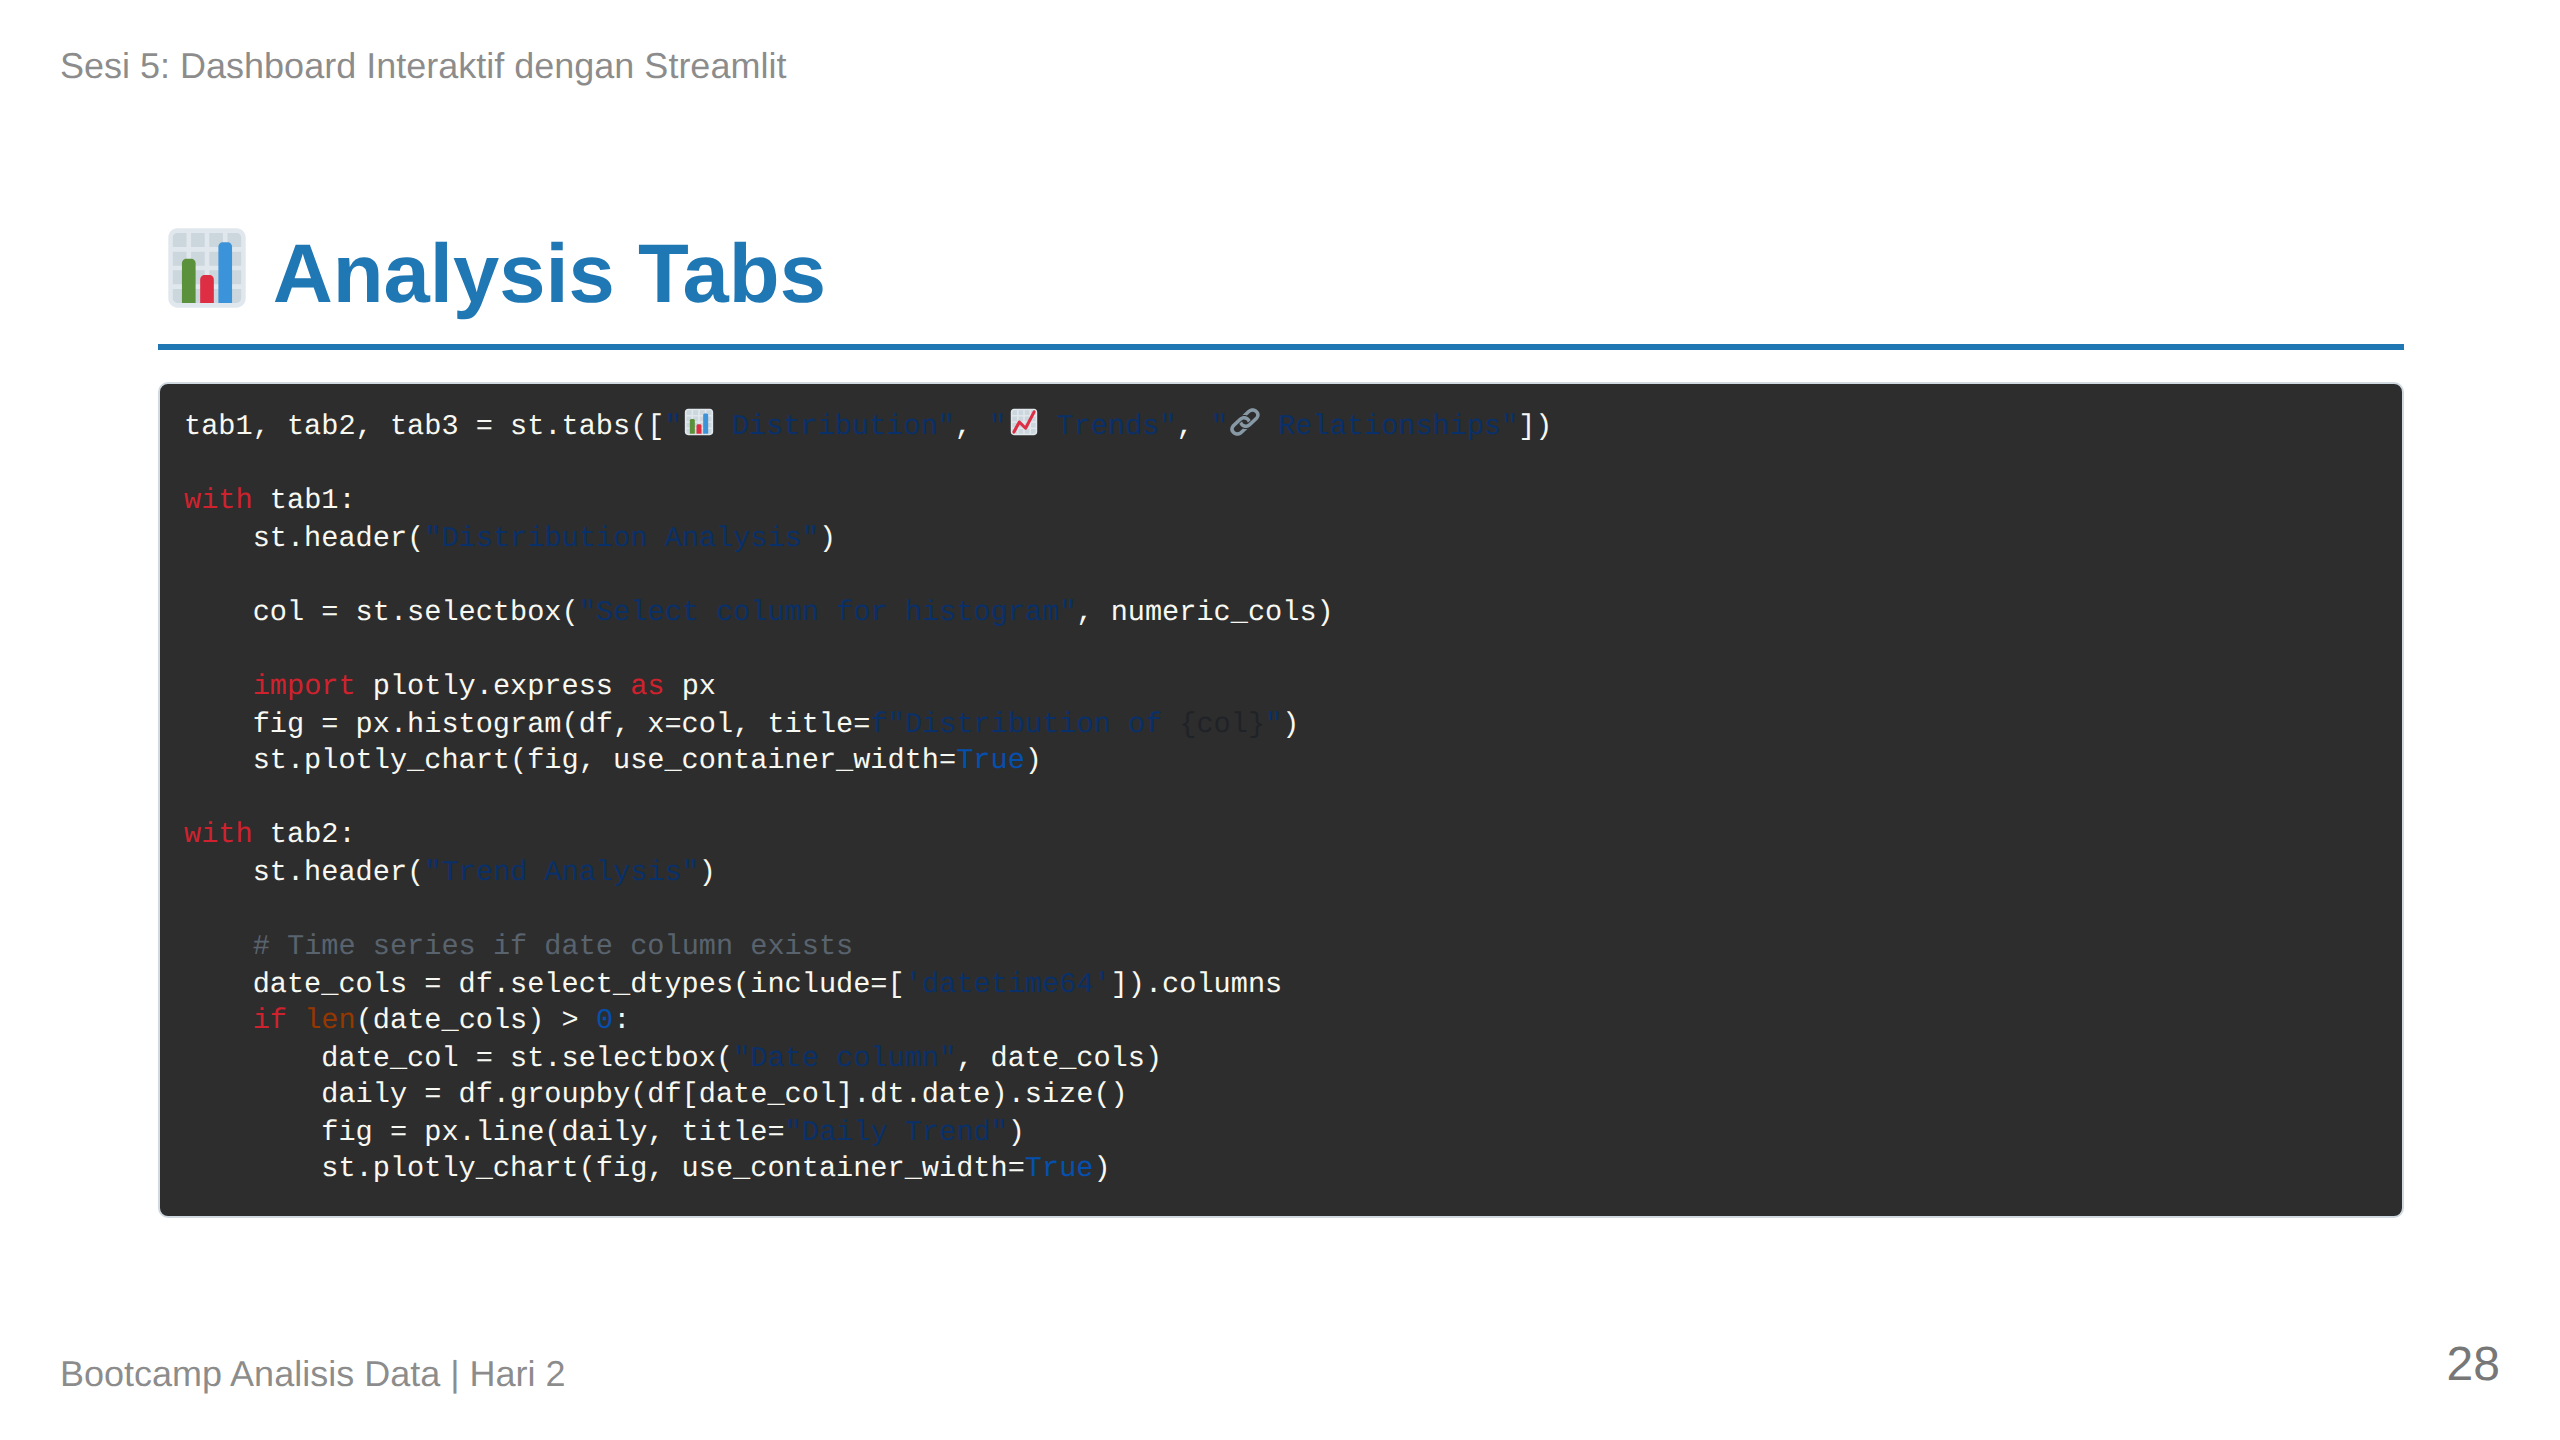 Sesi 5: Dashboard Interaktif dengan Streamlit
📊 Analysis Tabs
tab1, tab2, tab3 = st.tabs(["📊 Distribution", "📈 Trends", "🔗 Relationships"])
with tab1:
    st.header("Distribution Analysis")
    col = st.selectbox("Select column for histogram", numeric_cols)
    import plotly.express as px
    fig = px.histogram(df, x=col, title=f"Distribution of {col}")
    st.plotly_chart(fig, use_container_width=True)
with tab2:
    st.header("Trend Analysis")
    # Time series if date column exists
    date_cols = df.select_dtypes(include=['datetime64']).columns
    if len(date_cols) > 0:
        date_col = st.selectbox("Date column", date_cols)
        daily = df.groupby(df[date_col].dt.date).size()
        fig = px.line(daily, title="Daily Trend")
        st.plotly_chart(fig, use_container_width=True)
Bootcamp Analisis Data | Hari 2
28